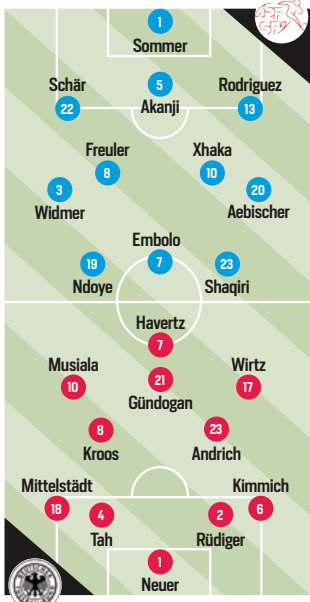 1
Sommer
Schär
5
Rodriguez
22
Akanji
13
Freuler
Xhaka
8
10
3
20
Widmer
Aebischer
Embolo
19
7
23
Ndoye
Shaqiri
Havertz
7
Musiala
Wirtz
10
21
17
Gündogan
8
23
Kroos
Andrich
Mittelstädt
Kimmich
18
4
2
6
Tah
Rüdiger
1
Neuer